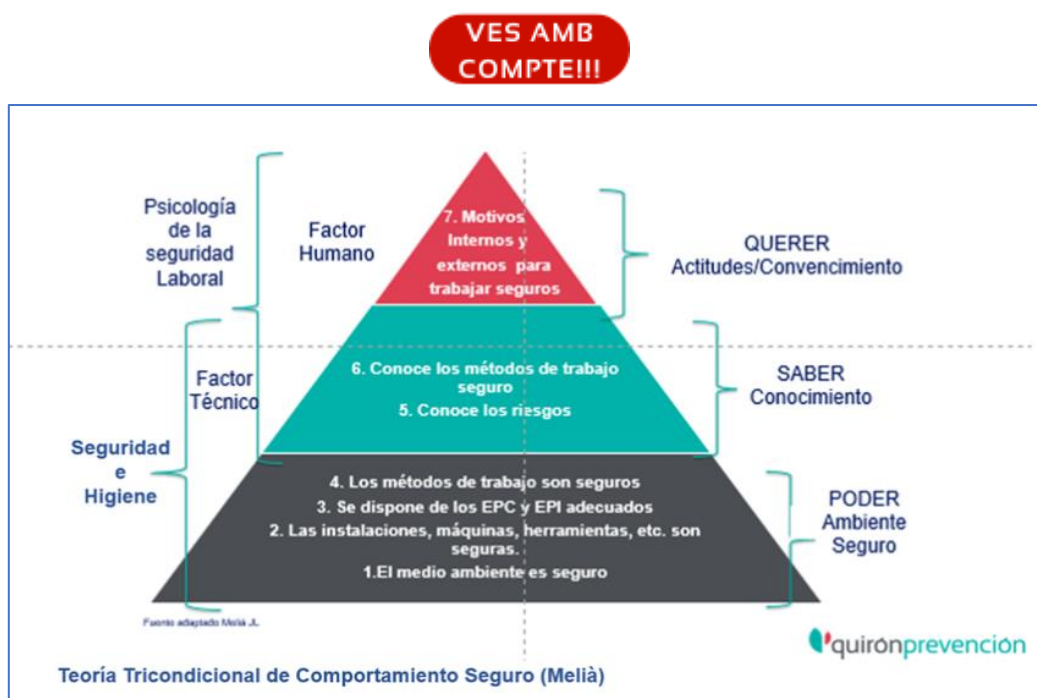 VES AMB
COMPTE!!!
Psicología
de la
seguridad
Laboral
Factor
Humano
7. Motivos
Internos y
externos para
trabajar seguros
QUERER
Actitudes/Convencimiento
Factor
Técnico
6. Conoce los métodos de trabajo
seguro
5. Conoce los riesgos
SABER
Conocimiento
Seguridad
e
Higiene
4. Los métodos de trabajo son seguros
3. Se dispone de los EPC y EPI adecuados
2. Las instalaciones, máquinas, herramientas, etc. son
seguras.
1.El medio ambiente es seguro
PODER
Ambiente
Seguro
Fuente adaptado Meliá JL
quirónprevención
Teoría Tricondicional de Comportamiento Seguro (Melià)